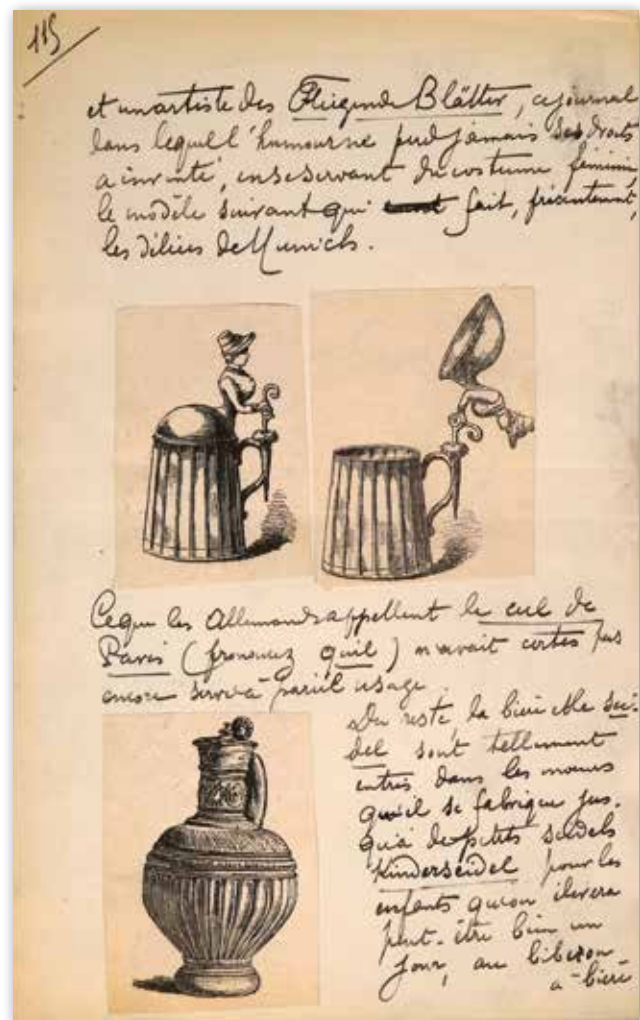 115
et un artiste des Fliegende Blätter, ce journal
dans lequel l'humour ne perd jamais ses droits
a inventé, en se servant du costume féminin,
le modèle suivant qui fait, présentement,
les délices de Munich.
Ce que les Allemands appellent le cul de
Paris (prononcez quil) n'avait certes pas
encore servi à pareil usage.
Du reste, la bière et le sei-
del sont tellement
entrés dans les moeurs
qu'il se fabrique jus-
qu'à de petits seidels
Kinderseidel pour les
enfants qu'on élevera
peut-être bien un
jour, au biberon
à-bière